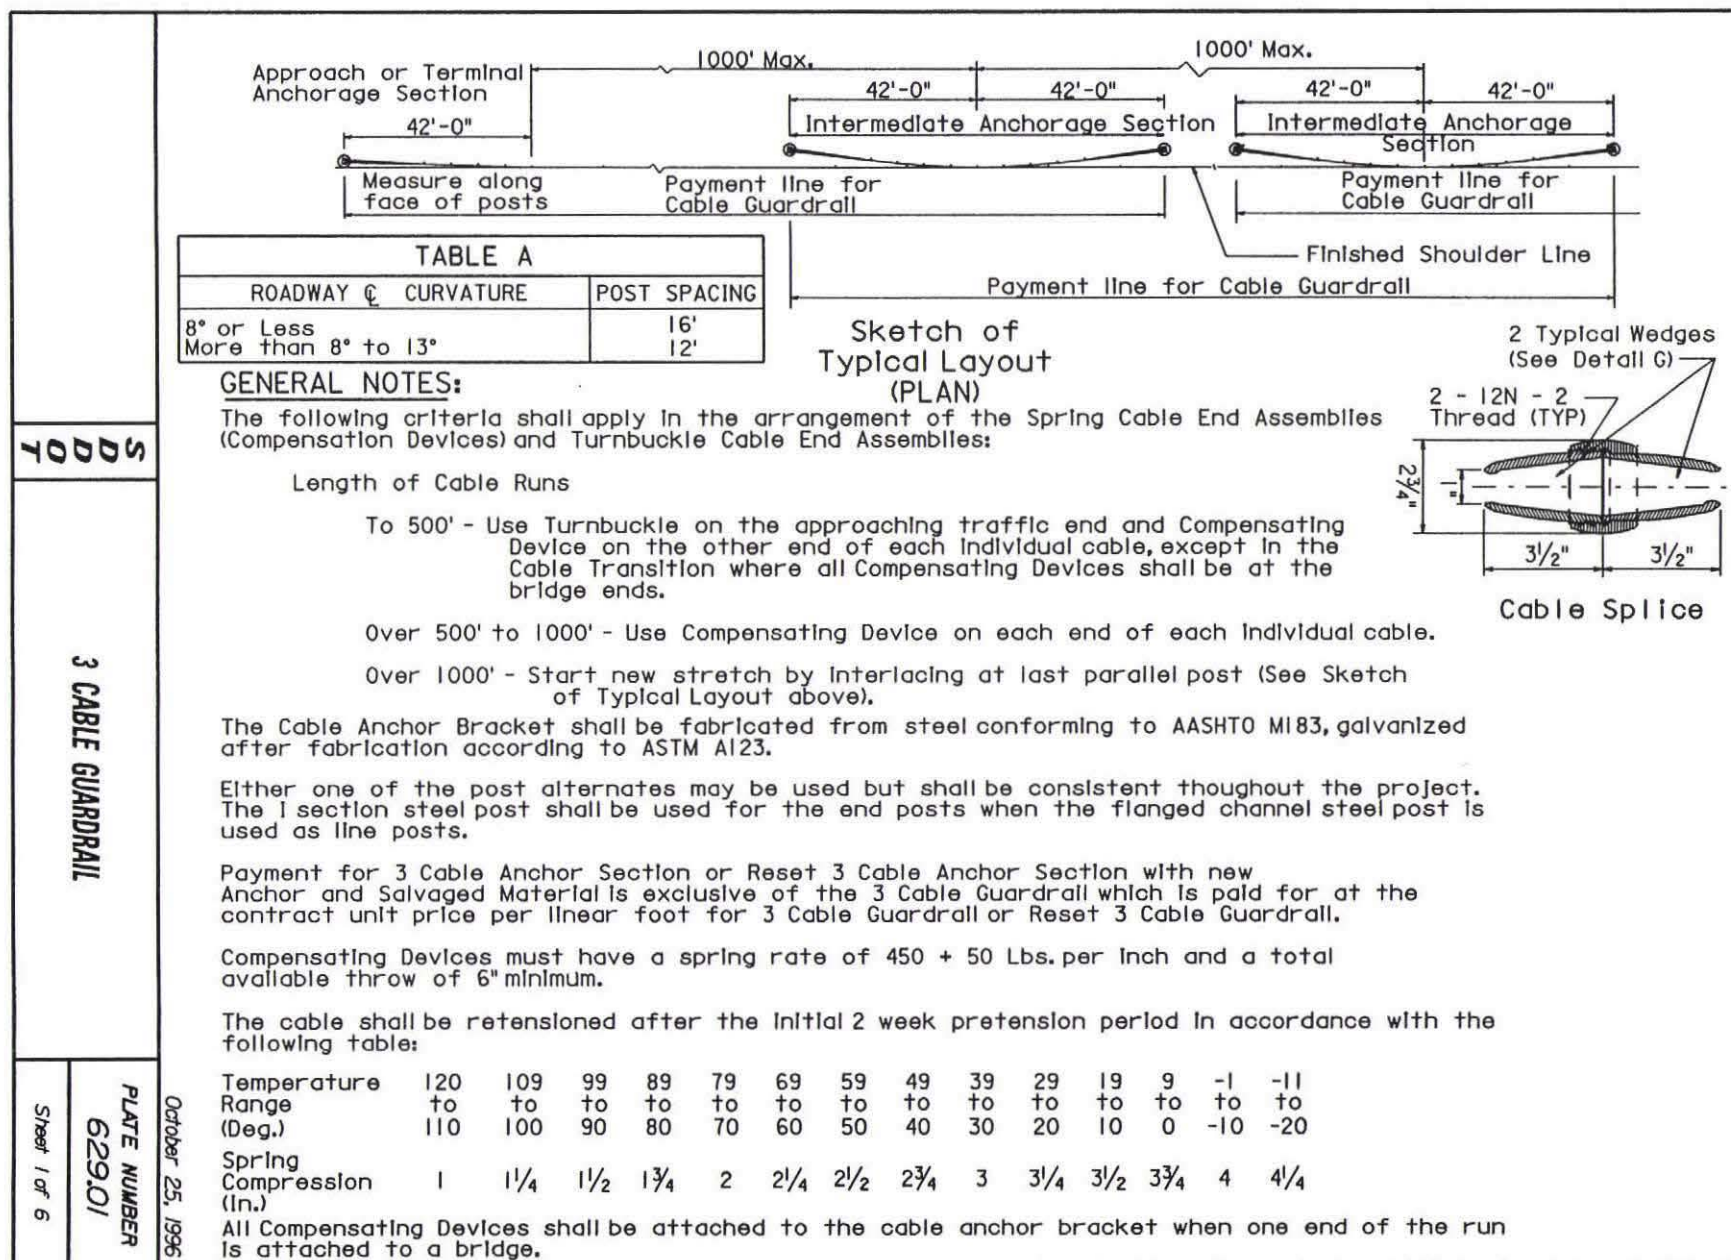 1000' Max.
1000' Max.
Approach or Terminal
Anchorage Section
42'-0"
42'-0"
42'-0"
42'-0"
42'-0"
Intermediate Anchorage Section
Intermediate Anchorage
Section
Measure along
face of posts
Payment line for
Cable Guardrail
Payment line for
Cable Guardrail
Finished Shoulder Line
Payment line for Cable Guardrail
TABLE A
ROADWAY ℄ CURVATURE POST SPACING
8° or Less 16'
More than 8° to 13° 12'
Sketch of
Typical Layout
(PLAN)
2 Typical Wedges
(See Detail G)
2 - 12N - 2
Thread (TYP)
2¾"
1"
3½"
3½"
Cable Splice
GENERAL NOTES:
The following criteria shall apply in the arrangement of the Spring Cable End Assemblies
(Compensation Devices) and Turnbuckle Cable End Assemblies:
Length of Cable Runs
To 500' - Use Turnbuckle on the approaching traffic end and Compensating
Device on the other end of each individual cable, except in the
Cable Transition where all Compensating Devices shall be at the
bridge ends.
Over 500' to 1000' - Use Compensating Device on each end of each individual cable.
Over 1000' - Start new stretch by interlacing at last parallel post (See Sketch
of Typical Layout above).
The Cable Anchor Bracket shall be fabricated from steel conforming to AASHTO M183, galvanized
after fabrication according to ASTM A123.
Either one of the post alternates may be used but shall be consistent thoughout the project.
The I section steel post shall be used for the end posts when the flanged channel steel post is
used as line posts.
Payment for 3 Cable Anchor Section or Reset 3 Cable Anchor Section with new
Anchor and Salvaged Material is exclusive of the 3 Cable Guardrail which is paid for at the
contract unit price per linear foot for 3 Cable Guardrail or Reset 3 Cable Guardrail.
Compensating Devices must have a spring rate of 450 + 50 Lbs. per inch and a total
available throw of 6" minimum.
The cable shall be retensioned after the initial 2 week pretension period in accordance with the
following table:
Temperature 120 109 99 89 79 69 59 49 39 29 19 9 -1 -11
Range to to to to to to to to to to to to to to
(Deg.) 110 100 90 80 70 60 50 40 30 20 10 0 -10 -20
Spring
Compression 1 1¼ 1½ 1¾ 2 2¼ 2½ 2¾ 3 3¼ 3½ 3¾ 4 4¼
(In.)
All Compensating Devices shall be attached to the cable anchor bracket when one end of the run
is attached to a bridge.
October 25, 1996
S
D
D
O
T
3 CABLE GUARDRAIL
PLATE NUMBER
629.01
Sheet 1 of 6